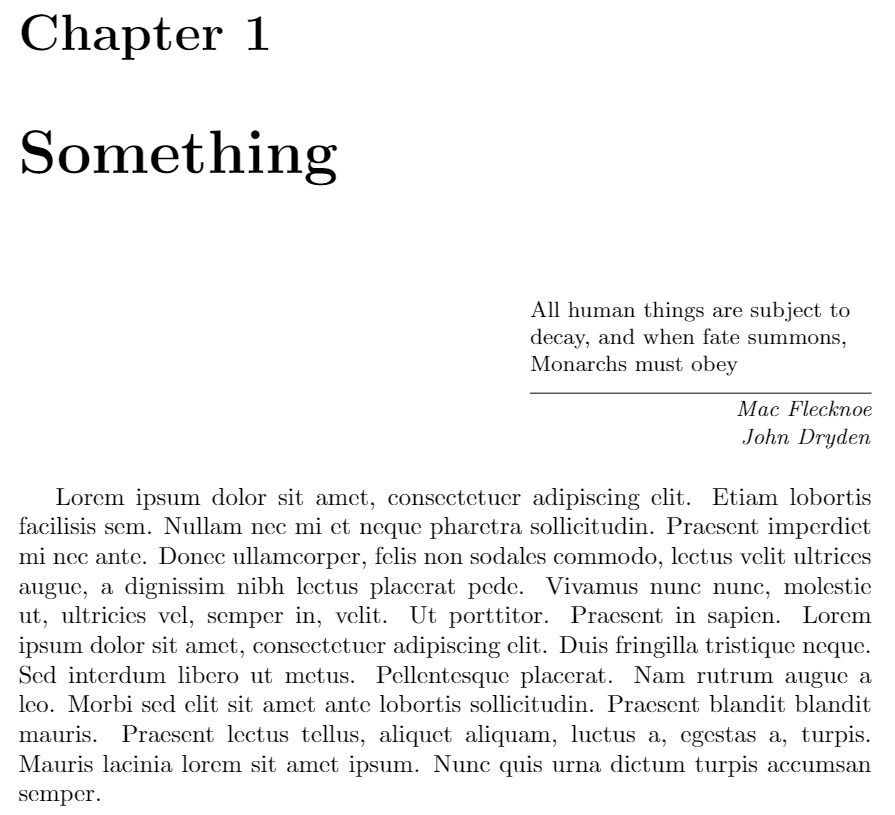 Chapter 1
Something
All human things are subject to
decay, and when fate summons,
Monarchs must obey
Mac Flecknoe
John Dryden
Lorem ipsum dolor sit amet, consectetuer adipiscing elit. Etiam lobortis
facilisis sem. Nullam nec mi et neque pharetra sollicitudin. Praesent imperdiet
mi nec ante. Donec ullamcorper, felis non sodales commodo, lectus velit ultrices
augue, a dignissim nibh lectus placerat pede. Vivamus nunc nunc, molestie
ut, ultricies vel, semper in, velit. Ut porttitor. Praesent in sapien. Lorem
ipsum dolor sit amet, consectetuer adipiscing elit. Duis fringilla tristique neque.
Sed interdum libero ut metus. Pellentesque placerat. Nam rutrum augue a
leo. Morbi sed elit sit amet ante lobortis sollicitudin. Praesent blandit blandit
mauris. Praesent lectus tellus, aliquet aliquam, luctus a, egestas a, turpis.
Mauris lacinia lorem sit amet ipsum. Nunc quis urna dictum turpis accumsan
semper.